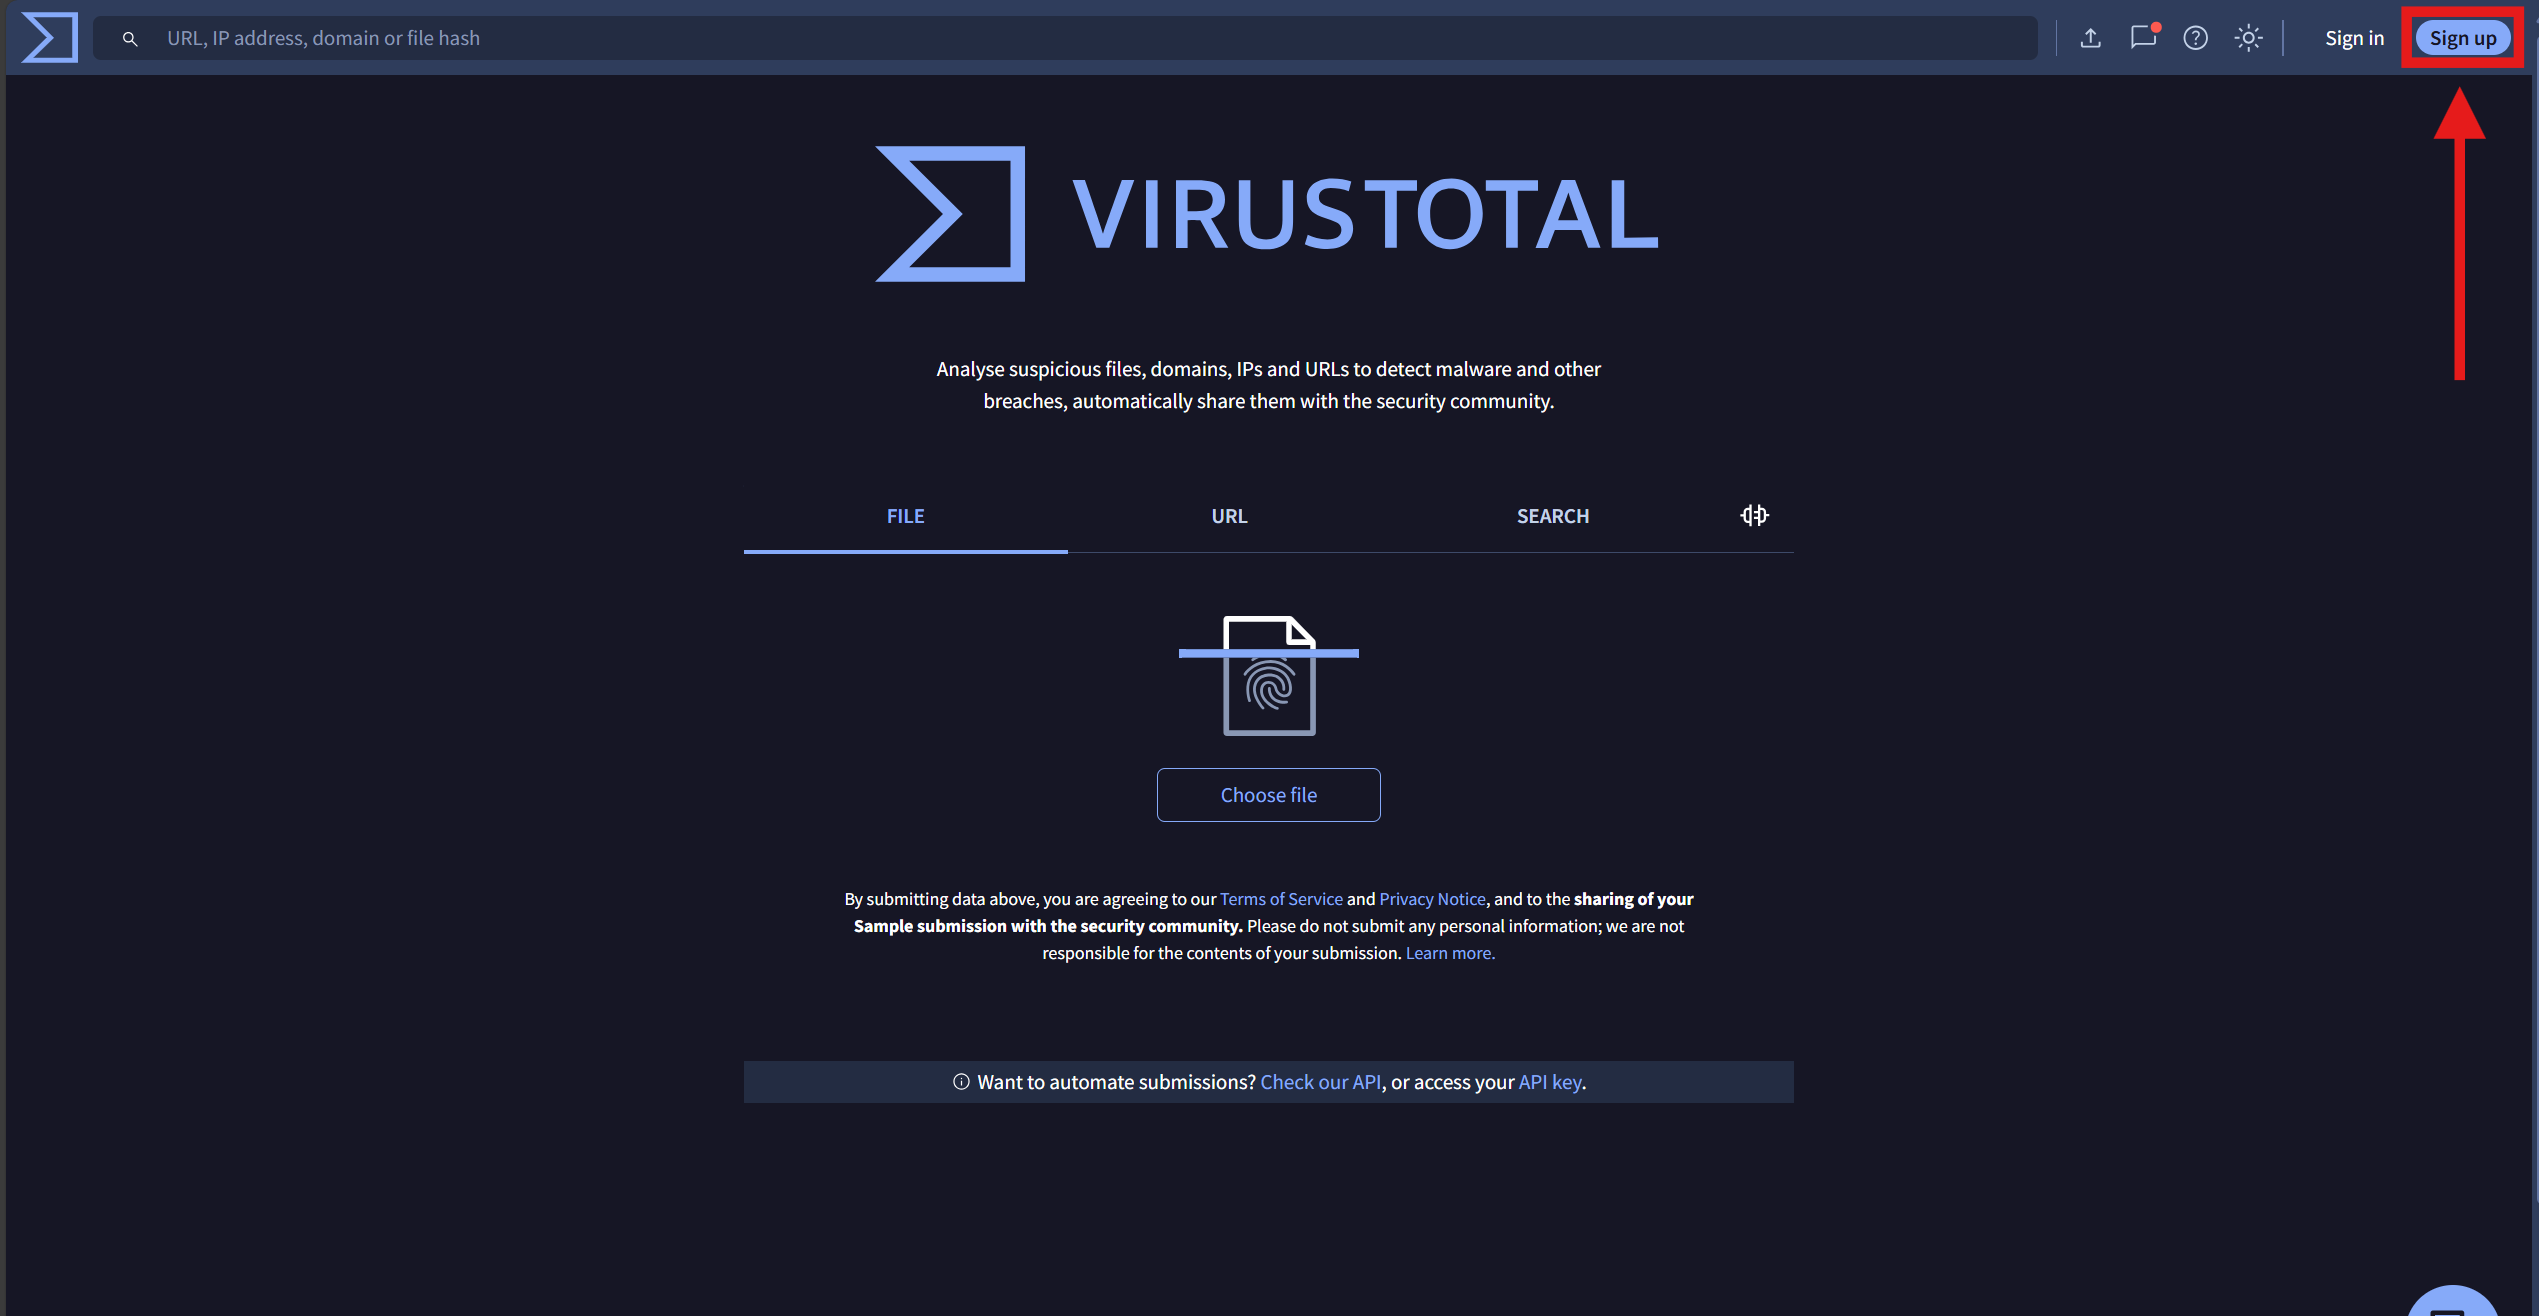 URL, IP address, domain or file hash
Sign in
Sign up
VIRUSTOTAL
Analyse suspicious files, domains, IPs and URLs to detect malware and other
breaches, automatically share them with the security community.
FILE
URL
SEARCH
Choose file
By submitting data above, you are agreeing to our Terms of Service and Privacy Notice, and to the sharing of your
Sample submission with the security community. Please do not submit any personal information; we are not
responsible for the contents of your submission. Learn more.
Want to automate submissions? Check our API, or access your API key.